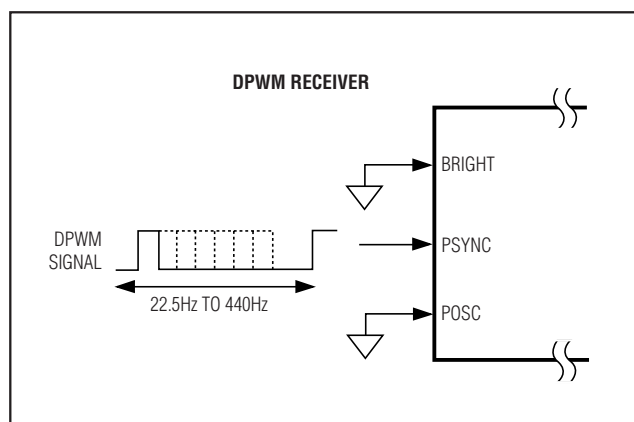 DPWM RECEIVER
BRIGHT
DPWM
SIGNAL
PSYNC
22.5Hz TO 440Hz
POSC